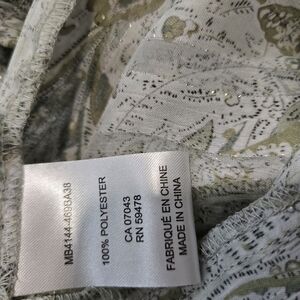 MB4144-469BA38
100% POLYESTER
CA 07043
RN 59478
FABRIQUÉ EN CHINE
MADE IN CHINA